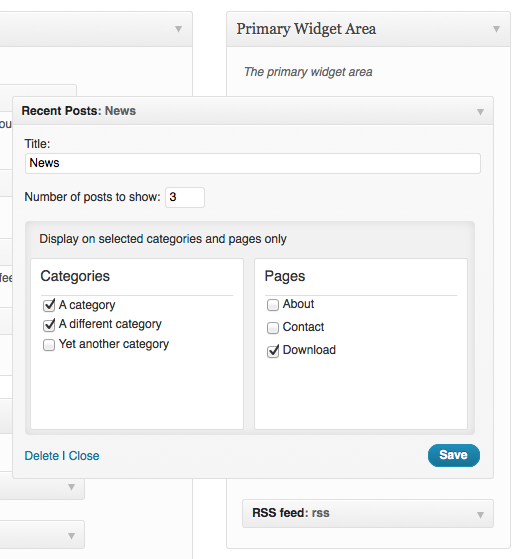 Primary Widget Area
The primary widget area
Recent Posts: News
Title:
News
Number of posts to show: 3
Display on selected categories and pages only
Categories
A category
A different category
Yet another category
Pages
About
Contact
Download
Delete | Close
Save
RSS feed: rss